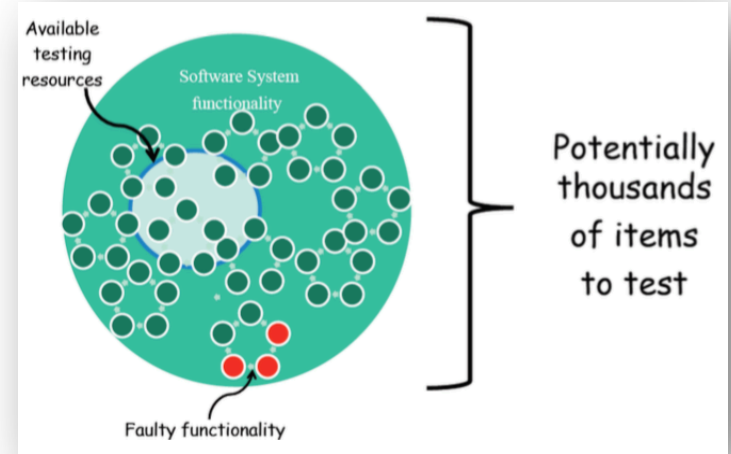 Available
testing
resources
Software System
functionality
Potentially
thousands
of items
to test
Faulty functionality